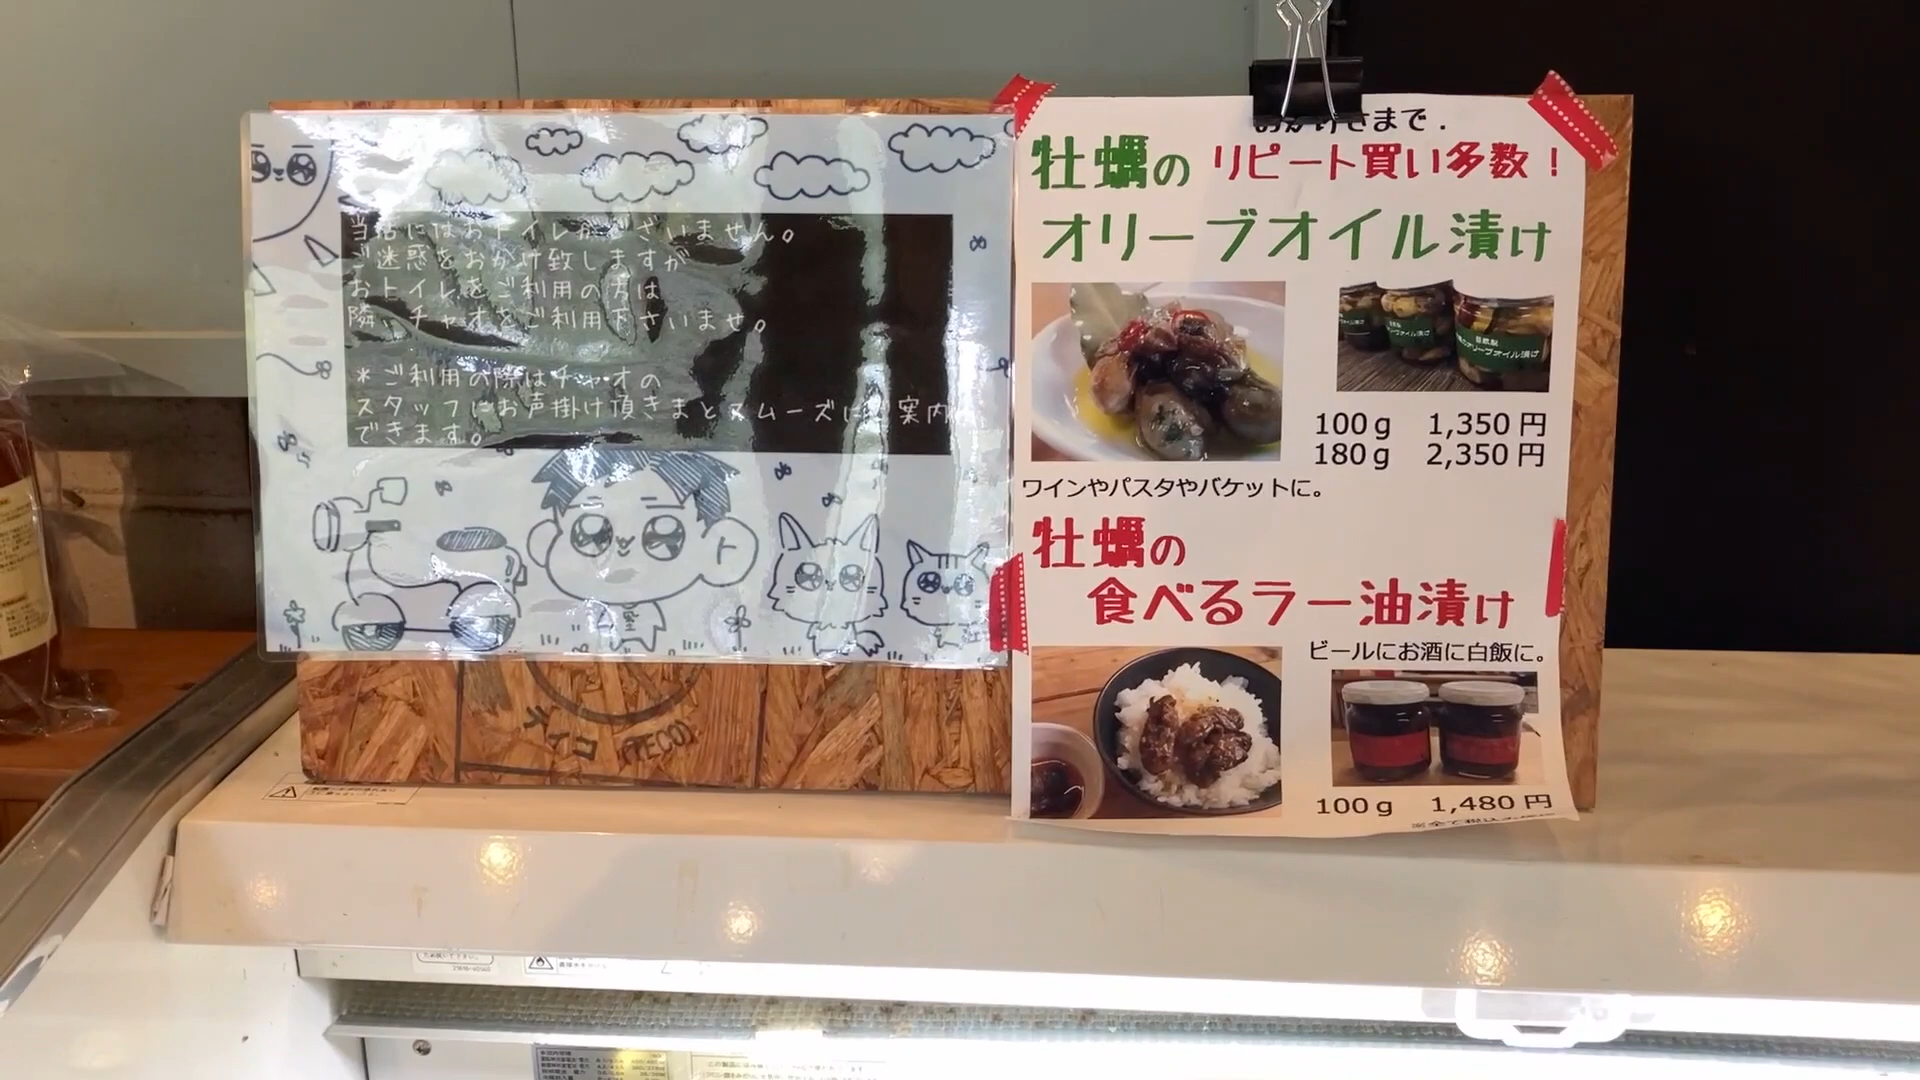 当店にはおトイレがございません。
ご迷惑をおかけ致しますが
おトイレをご利用の方は
隣、チャオをご利用下さいませ。
*ご利用の際はチャオの
スタッフにお声掛け頂きますとスムーズにご案内
できます。
ト
(TECO)
おかげさまで.
牡蠣の リピート買い多数！
オリーブオイル漬け
100g 1,350円
180g 2,350円
ワインやパスタやバケットに。
牡蠣の
食べるラー油漬け
ビールにお酒に白飯に。
100g 1,480円